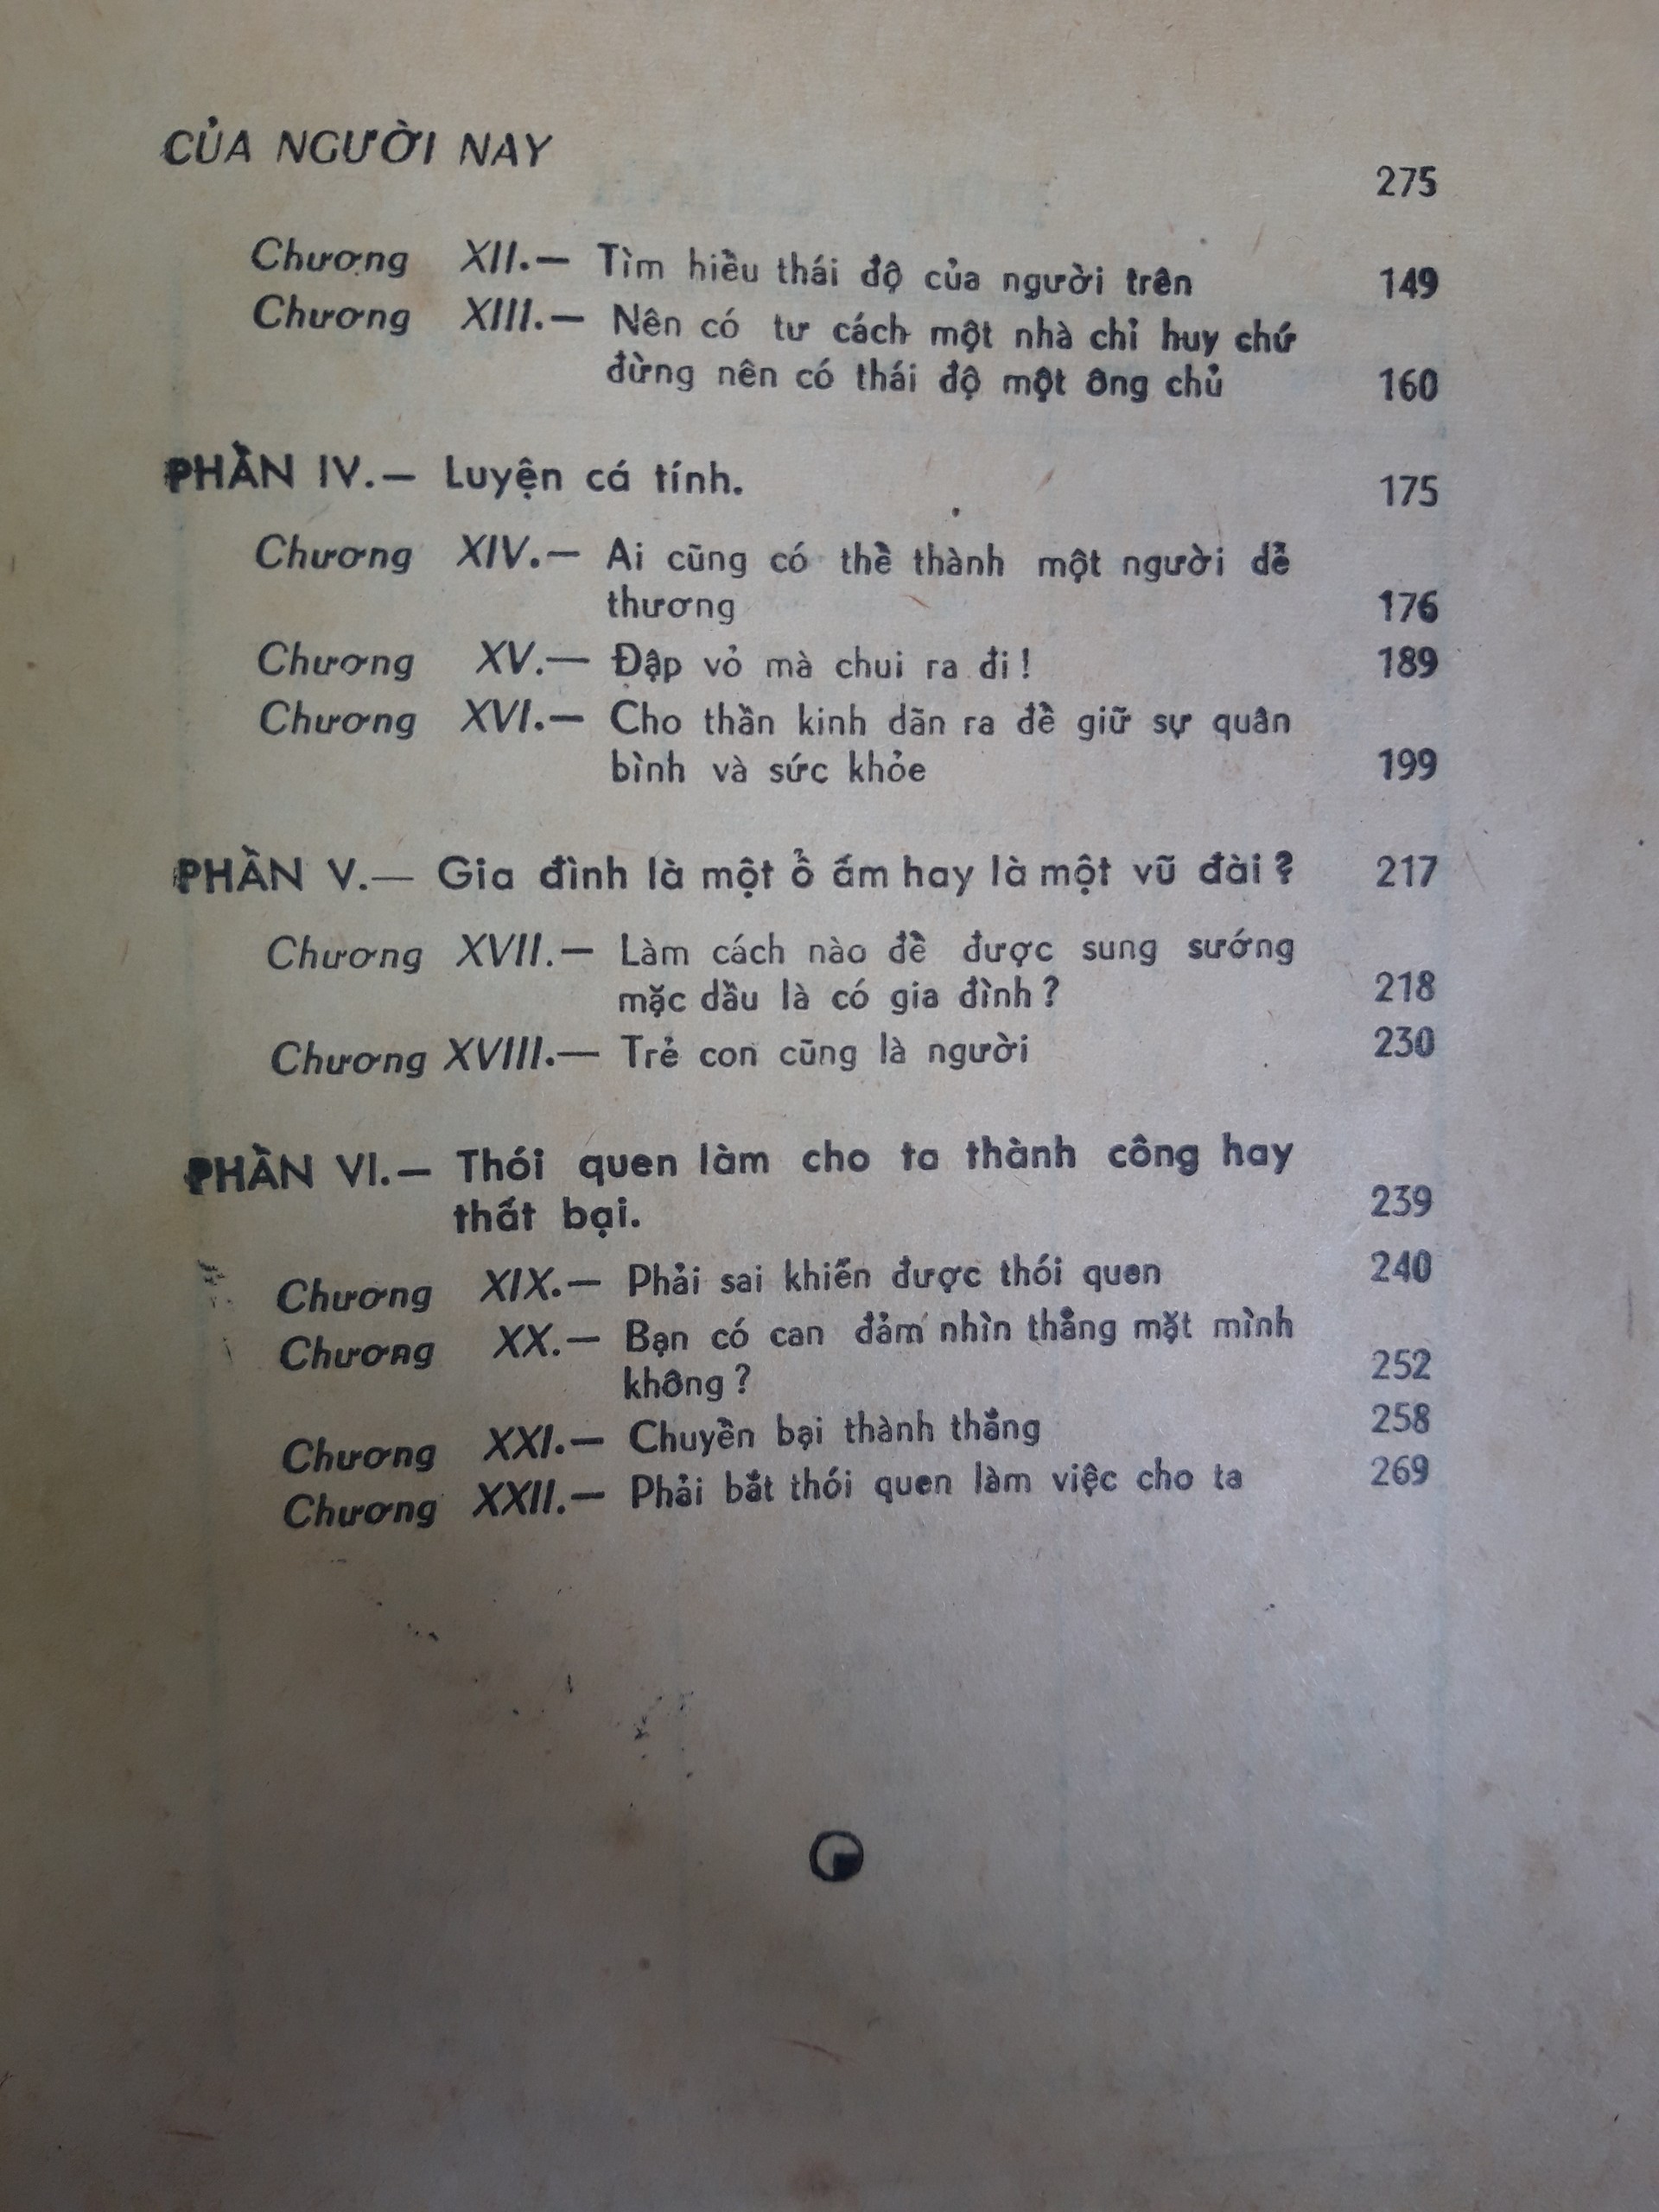 CỦA NGƯỜI NAY
275
Chương XII.— Tìm hiểu thái độ của người trên 149
Chương XIII.— Nên có tư cách một nhà chỉ huy chứ
đừng nên có thái độ một ông chủ 160
PHẦN IV.— Luyện cá tính. 175
Chương XIV.— Ai cũng có thể thành một người dễ
thương 176
Chương XV.— Đập vỏ mà chui ra đi ! 189
Chương XVI.— Cho thần kinh dãn ra để giữ sự quân
bình và sức khỏe 199
PHẦN V.— Gia đình là một ổ ấm hay là một vũ đài ? 217
Chương XVII.— Làm cách nào để được sung sướng
mặc dầu là có gia đình ? 218
Chương XVIII.— Trẻ con cũng là người 230
PHẦN VI.— Thói quen làm cho ta thành công hay
thất bại. 239
Chương XIX.— Phải sai khiến được thói quen 240
Chương XX.— Bạn có can đảm nhìn thẳng mặt mình
không ? 252
Chương XXI.— Chuyển bại thành thắng 258
Chương XXII.— Phải bắt thói quen làm việc cho ta 269